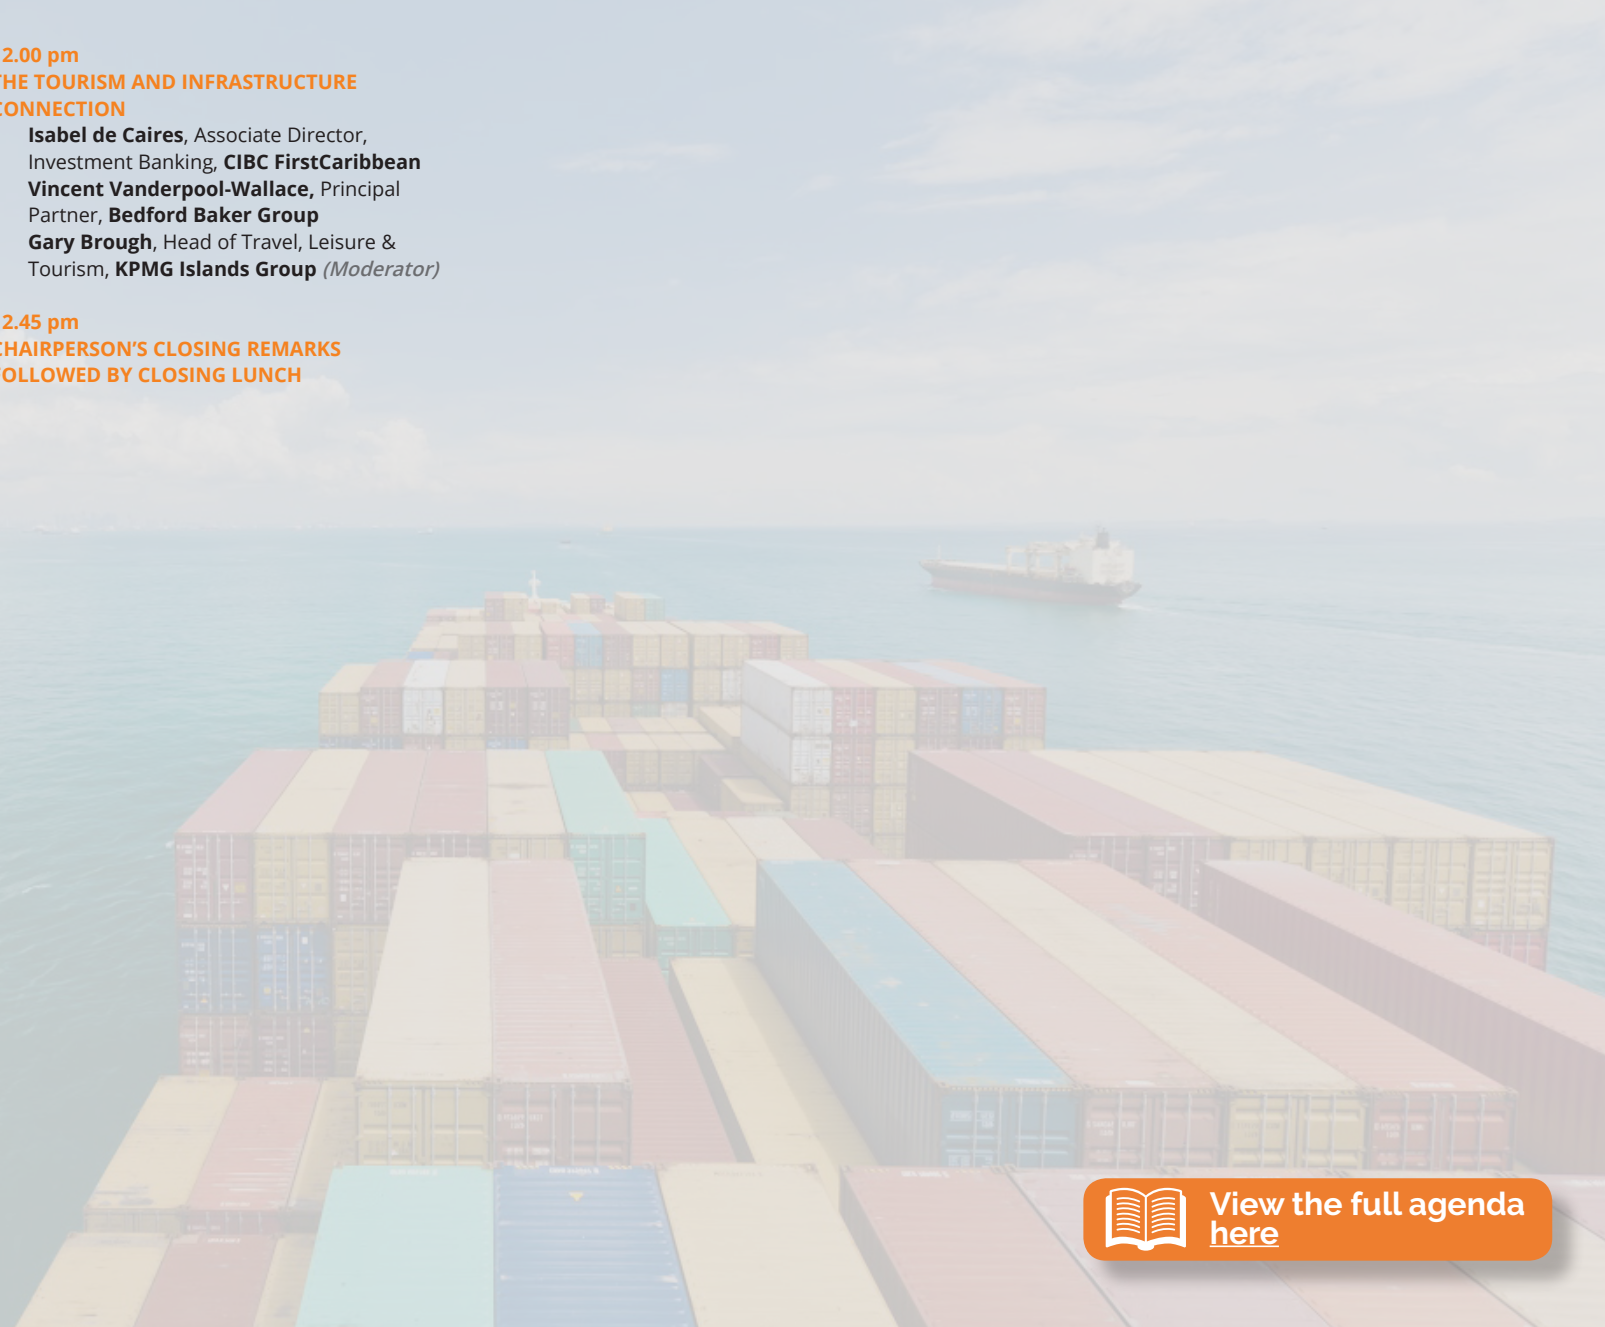 2.00 pm
HE TOURISM AND INFRASTRUCTURE
CONNECTION
Isabel de Caires, Associate Director,
Investment Banking, CIBC FirstCaribbean
Vincent Vanderpool-Wallace, Principal
Partner, Bedford Baker Group
Gary Brough, Head of Travel, Leisure &
Tourism, KPMG Islands Group (Moderator)
2.45 pm
CHAIRPERSON’S CLOSING REMARKS
OLLOWED BY CLOSING LUNCH
View the full agenda
here